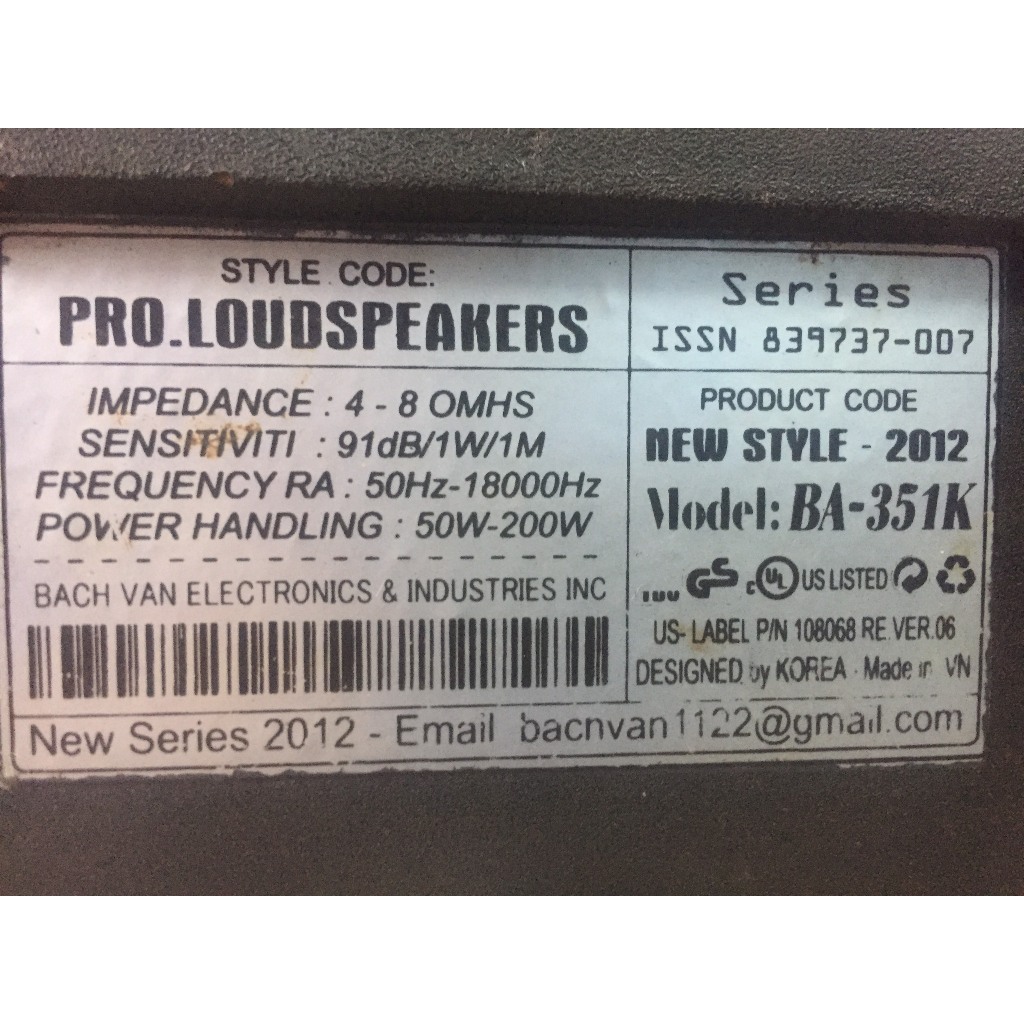 STYLE CODE:
PRO.LOUDSPEAKERS
IMPEDANCE : 4 - 8 OMHS
SENSITIVITI : 91dB/1W/1M
FREQUENCY RA : 50Hz-18000Hz
POWER HANDLING : 50W-200W
BACH VAN ELECTRONICS & INDUSTRIES INC
Series
ISSN 839737-007
PRODUCT CODE
NEW STYLE - 2012
Model: BA-351K
GS c UL US LISTED
US- LABEL P/N 108068 RE.VER.06
DESIGNED by KOREA - Made in VN
New Series 2012 - Email bachvan1122@gmail.com